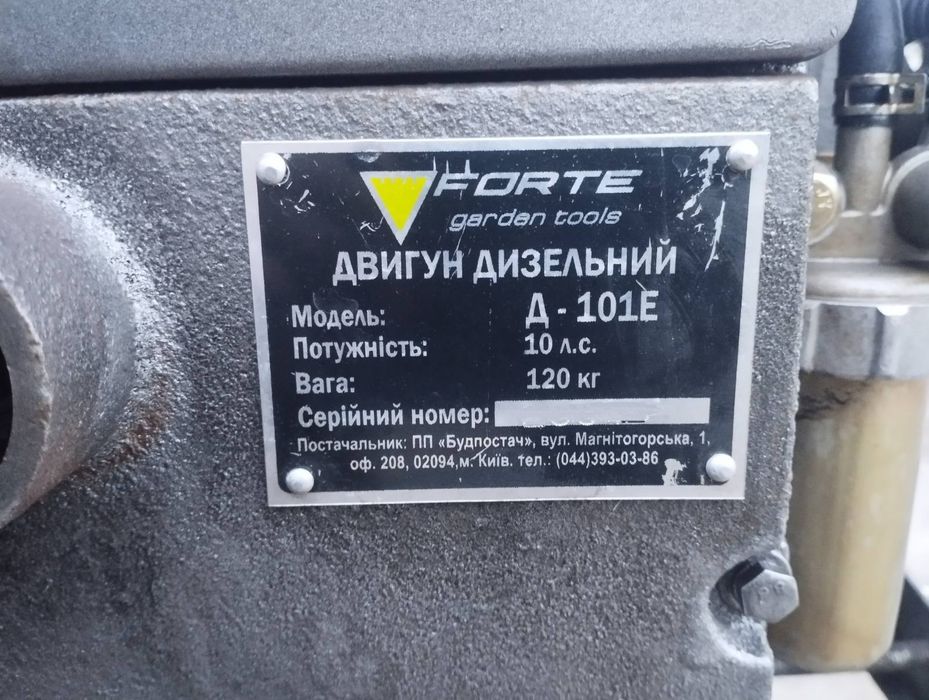 FORTE
garden tools
ДВИГУН ДИЗЕЛЬНИЙ
Модель: Д - 101Е
Потужність: 10 л.с.
Вага: 120 кг
Серійний номер:
Постачальник: ПП «Будпостач», вул. Магнітогорська, 1,
оф. 208, 02094,м. Київ. тел.: (044)393-03-86